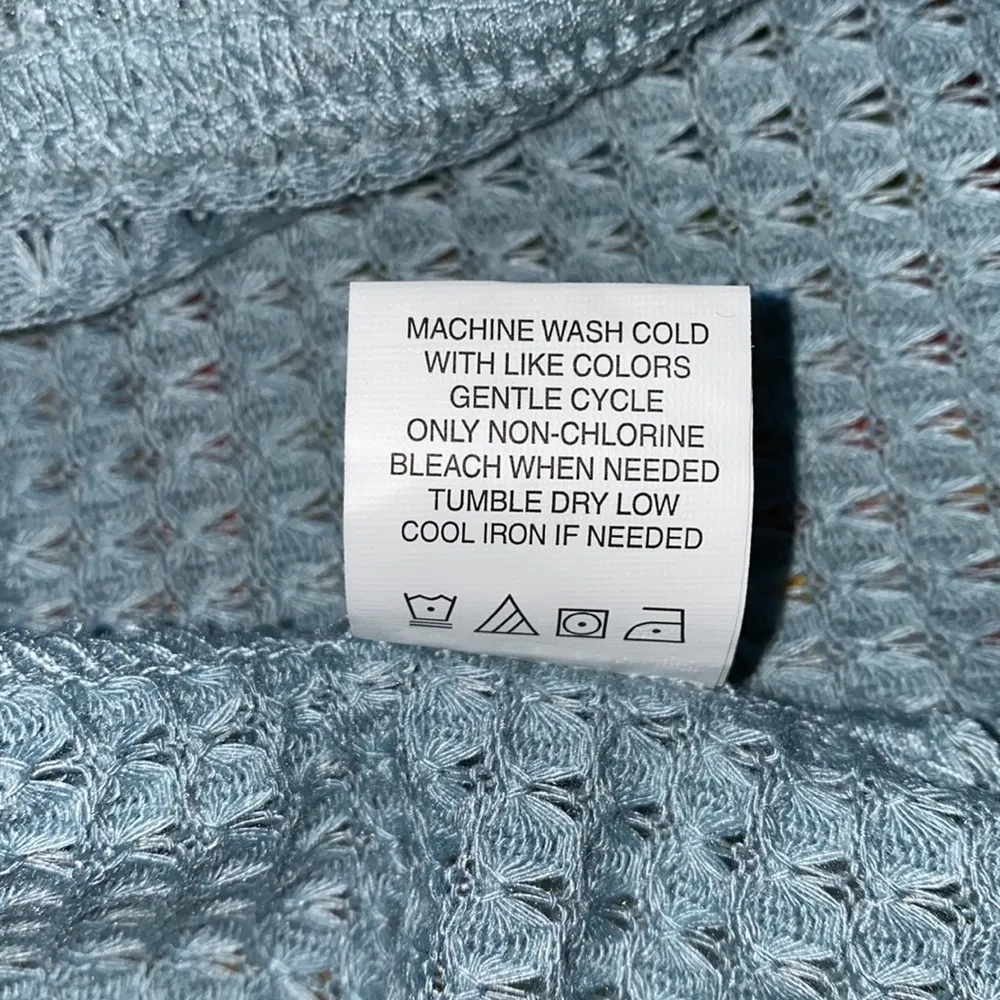 MACHINE WASH COLD
WITH LIKE COLORS
GENTLE CYCLE
ONLY NON-CHLORINE
BLEACH WHEN NEEDED
TUMBLE DRY LOW
COOL IRON IF NEEDED